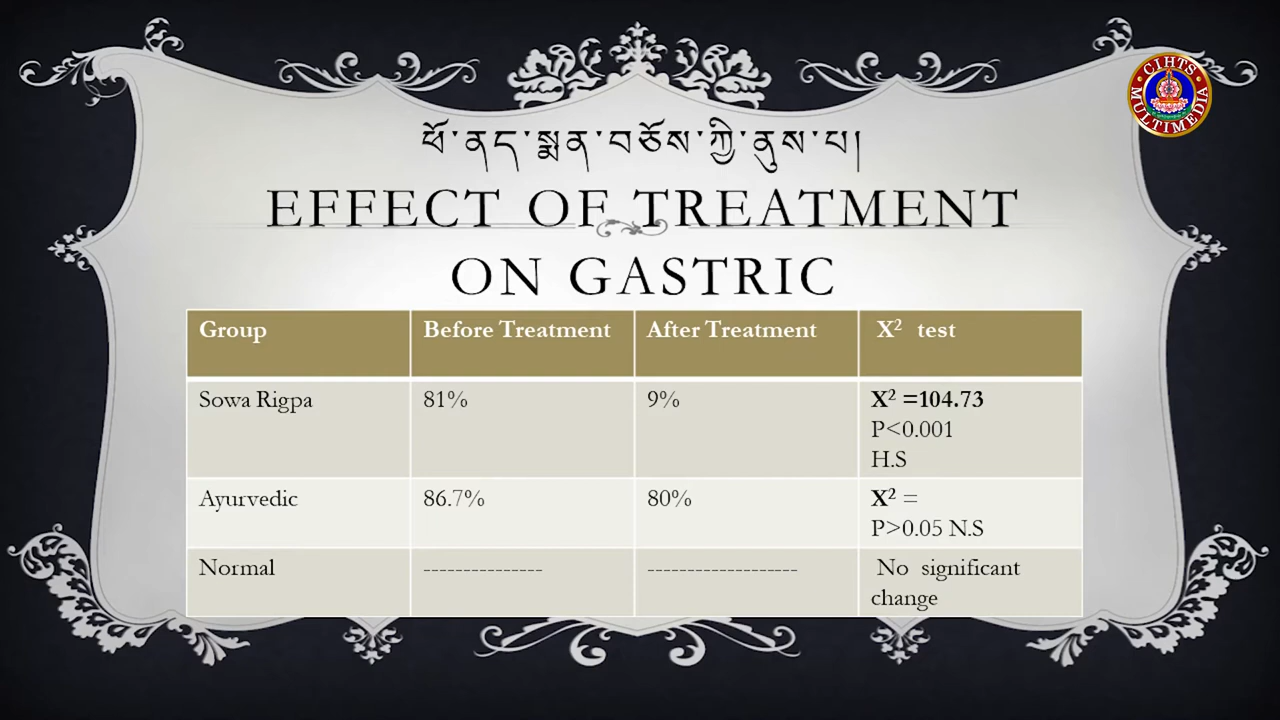 CIHTS
MULTIMEDIA
ཕོ་ནད་སྨན་བཅོས་ཀྱི་ནུས་པ།
EFFECT OF TREATMENT
ON GASTRIC
Group Before Treatment After Treatment X² test
Sowa Rigpa 81% 9% X² =104.73
P<0.001
H.S
Ayurvedic 86.7% 80% X² =
P>0.05 N.S
Normal --------------- ------------------- No significant
change